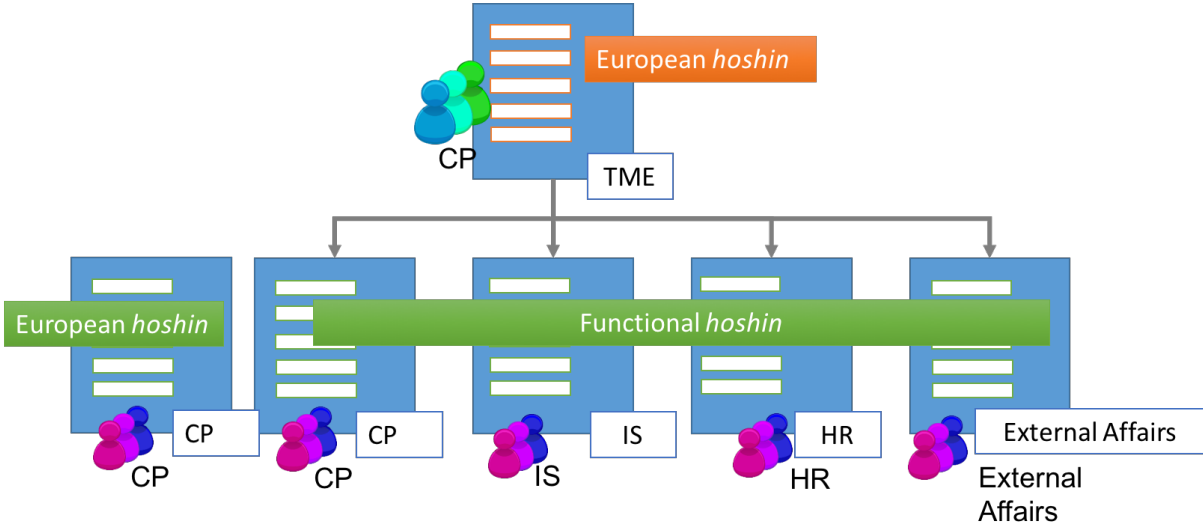 European hoshin
CP
TME
European hoshin
Functional hoshin
CP
CP
IS
HR
External Affairs
CP
CP
IS
HR
External
Affairs